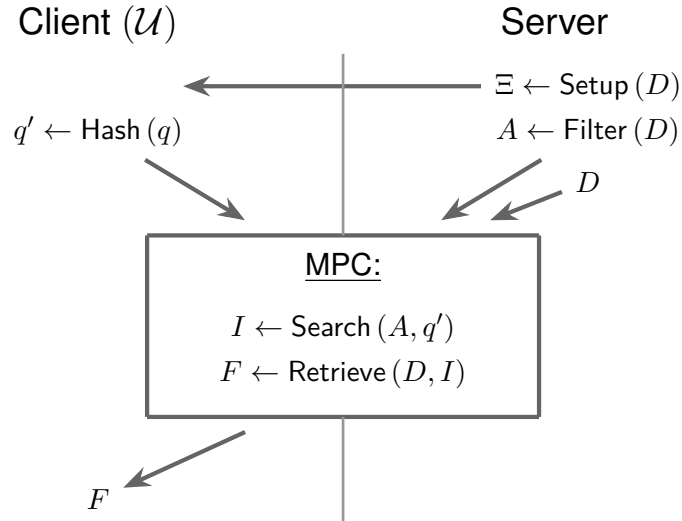 Client (𝒰)
Server
Ξ ← Setup (D)
q′ ← Hash (q)
A ← Filter (D)
D
MPC:
I ← Search (A, q′)
F ← Retrieve (D, I)
F